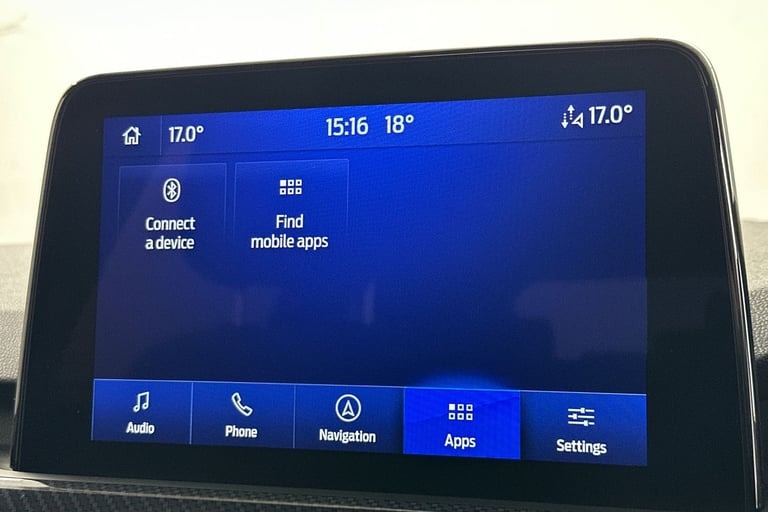 17.0°
15:16 18°
17.0°
Connect
a device
Find
mobile apps
Audio
Phone
Navigation
Apps
Settings